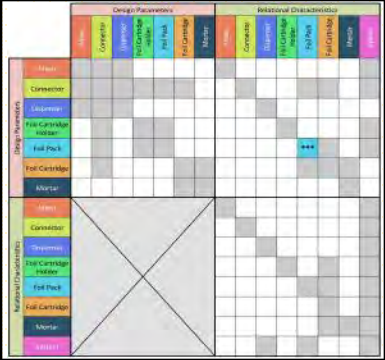 Design Parameters Relational Characteristics
Mixer Connector Dispenser Foil Cartridge Holder Foil Pack Foil Cartridge Mortar Mixer Connector Dispenser Foil Cartridge Holder Foil Pack Foil Cartridge Mortar
Design Parameters
Mixer
Connector
Dispenser
Foil Cartridge
Holder
Foil Pack ***
Foil Cartridge
Mortar
Relational Characteristics
Mixer
Connector
Dispenser
Foil Cartridge
Holder
Foil Pack
Foil Cartridge
Mortar